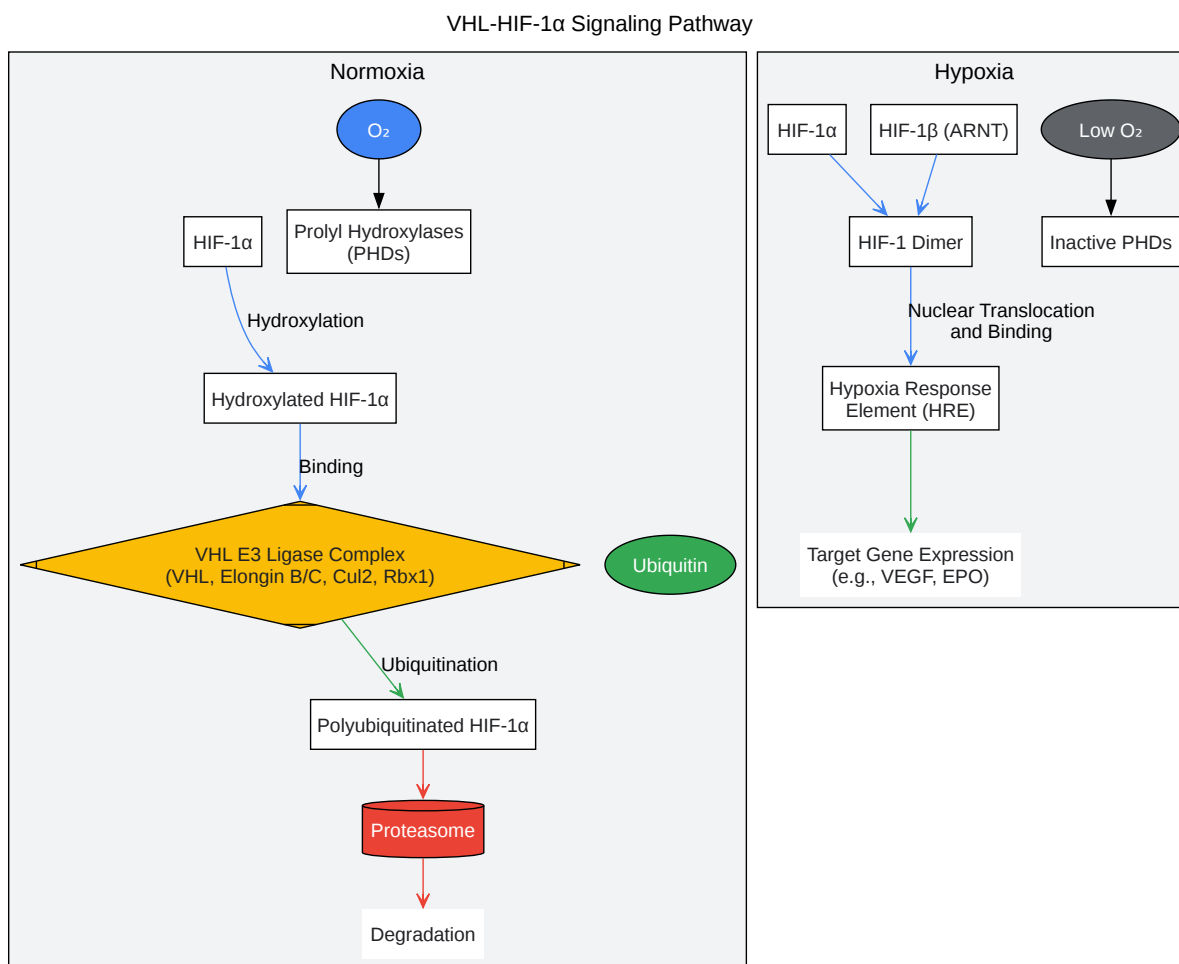 VHL-HIF-1α Signaling Pathway
Normoxia
O₂
Prolyl Hydroxylases
(PHDs)
HIF-1α
Hydroxylation
Hydroxylated HIF-1α
Binding
VHL E3 Ligase Complex
(VHL, Elongin B/C, Cul2, Rbx1)
Ubiquitin
Ubiquitination
Polyubiquitinated HIF-1α
Proteasome
Degradation
Hypoxia
HIF-1α
HIF-1β (ARNT)
Low O₂
HIF-1 Dimer
Inactive PHDs
Nuclear Translocation
and Binding
Hypoxia Response
Element (HRE)
Target Gene Expression
(e.g., VEGF, EPO)